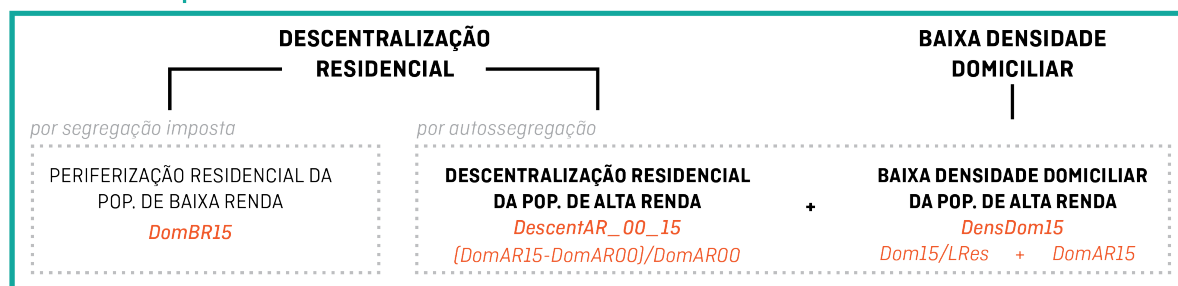 DESCENTRALIZAÇÃO
RESIDENCIAL
BAIXA DENSIDADE
DOMICILIAR
por segregação imposta
por autossegregação
PERIFERIZAÇÃO RESIDENCIAL DA
POP. DE BAIXA RENDA
DomBR15
DESCENTRALIZAÇÃO RESIDENCIAL
DA POP. DE ALTA RENDA
DescentAR_00_15
(DomAR15-DomAR00)/DomAR00
+
BAIXA DENSIDADE DOMICILIAR
DA POP. DE ALTA RENDA
DensDom15
Dom15/LRes + DomAR15